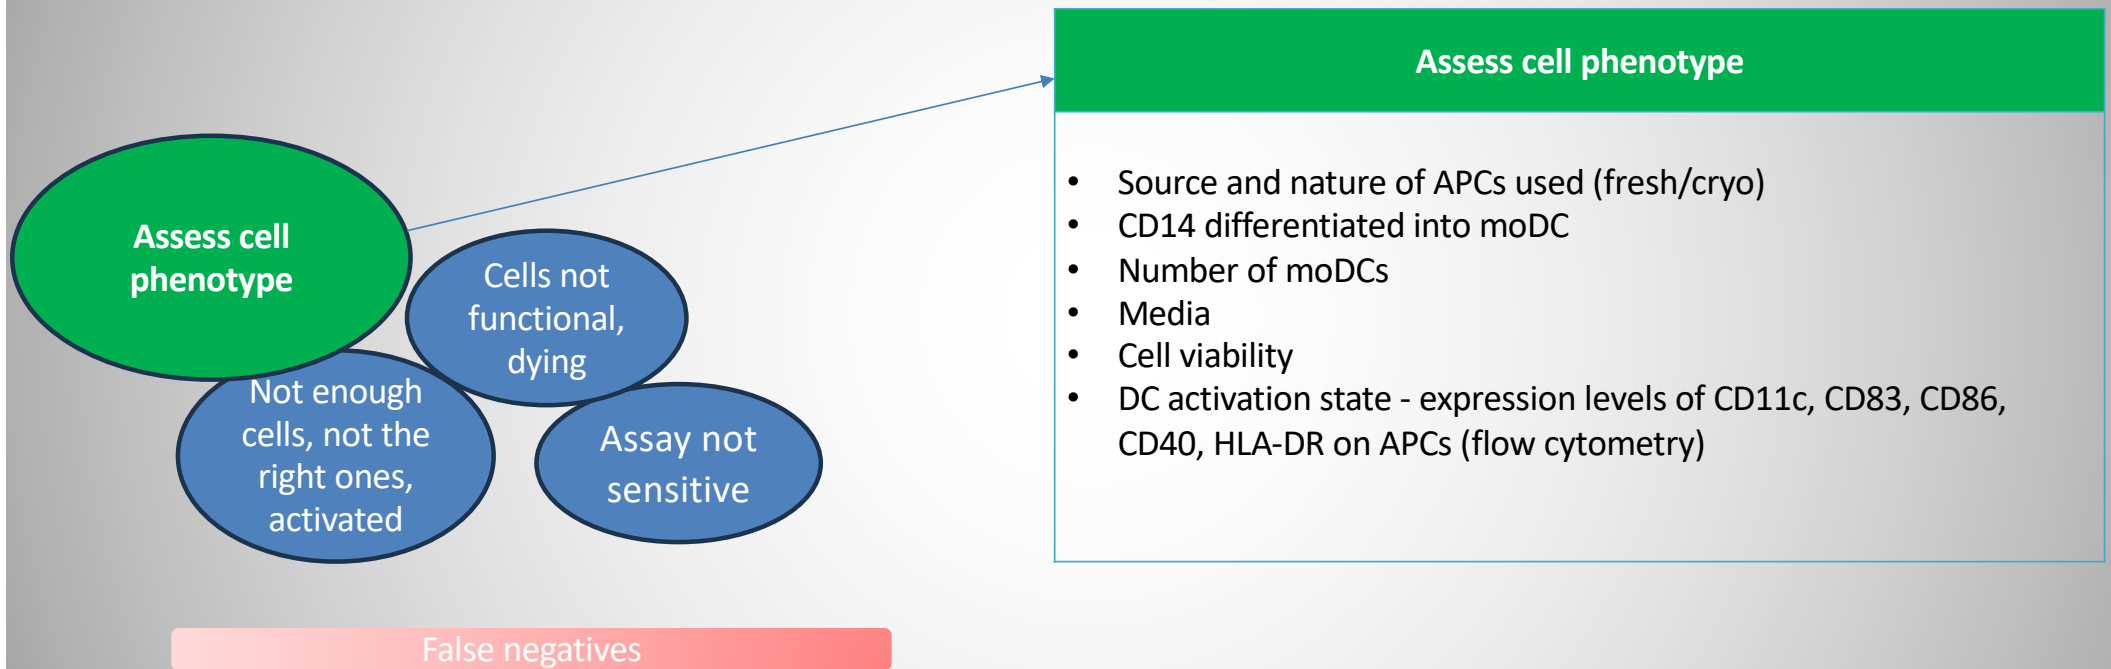 Assess cell
phenotype
Cells not
functional,
dying
Not enough
cells, not the
right ones,
activated
Assay not
sensitive
False negatives
Assess cell phenotype
• Source and nature of APCs used (fresh/cryo)
• CD14 differentiated into moDC
• Number of moDCs
• Media
• Cell viability
• DC activation state - expression levels of CD11c, CD83, CD86,
CD40, HLA-DR on APCs (flow cytometry)